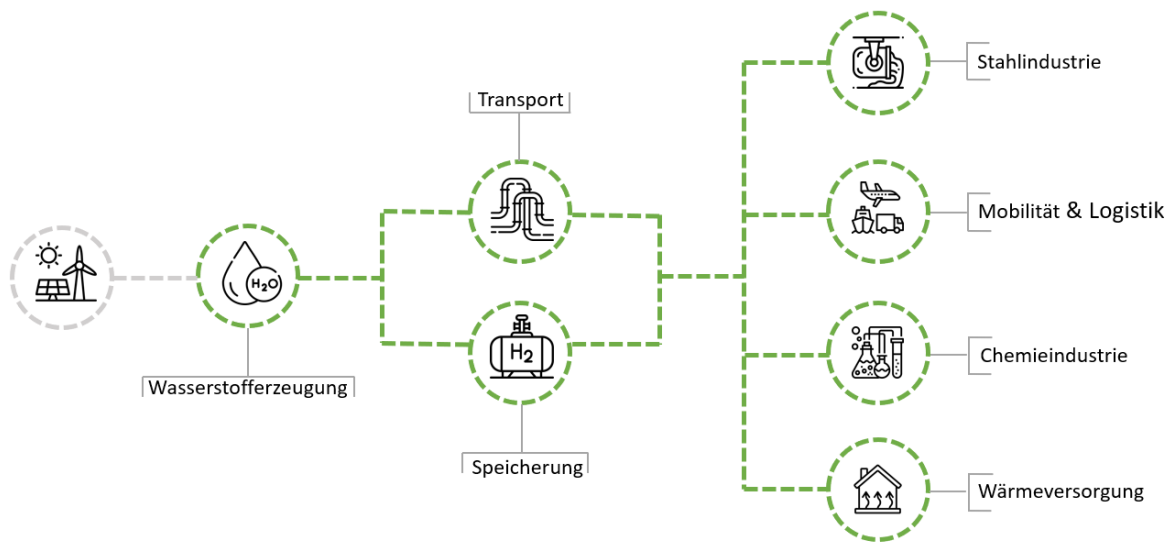 Stahlindustrie
Transport
Mobilität & Logistik
H₂O
Wasserstofferzeugung
H₂
Chemieindustrie
Speicherung
Wärmeversorgung